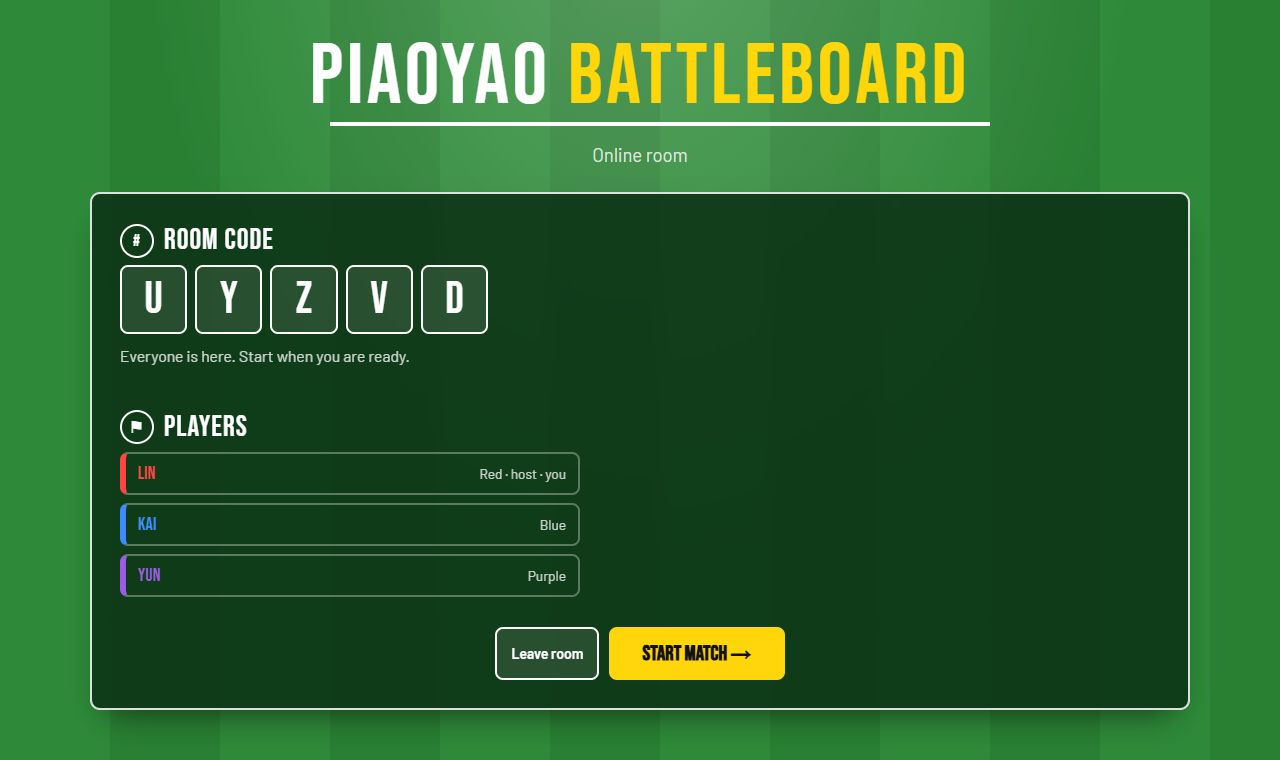 PIAOYAO BATTLEBOARD
Online room
# ROOM CODE
U Y Z V D
Everyone is here. Start when you are ready.
⚑ PLAYERS
LIN Red · host · you
KAI Blue
YUN Purple
Leave room START MATCH →